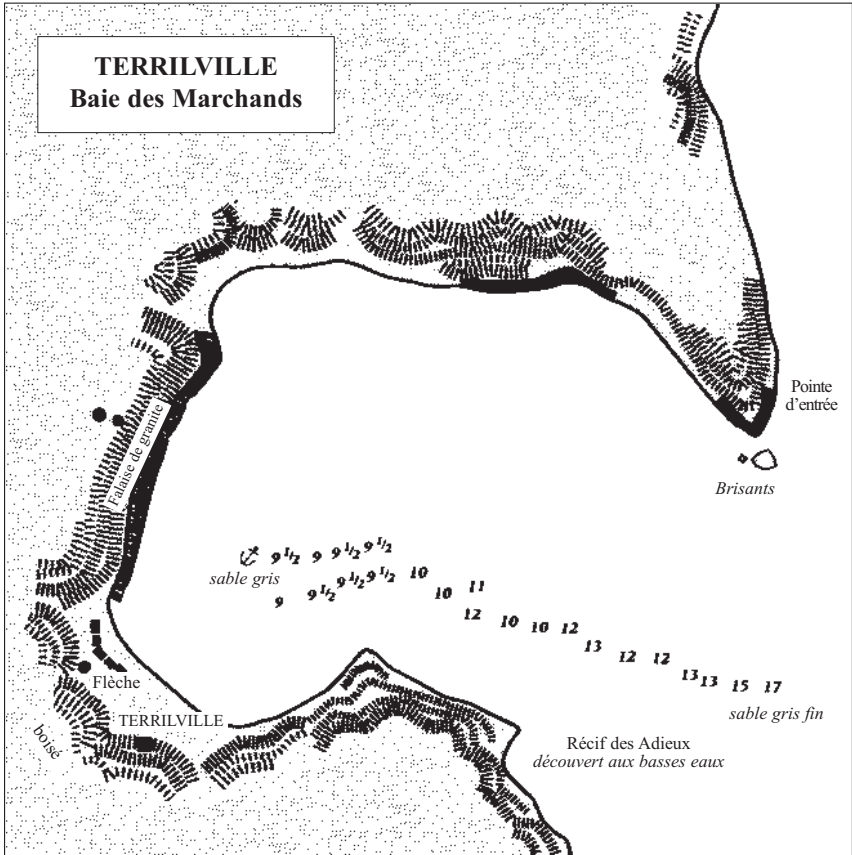 TERRILVILLE
Baie des Marchands
Pointe
d’entrée
Falaise de granite
Brisants
9 1/2 9 9 1/2 9 1/2
sable gris
9 9 1/2 9 1/2 9 1/2 10
10 11
12 10 10 12
13
12 12
13 13 15 17
Flèche
sable gris fin
TERRILVILLE
boisé
Récif des Adieux
découvert aux basses eaux